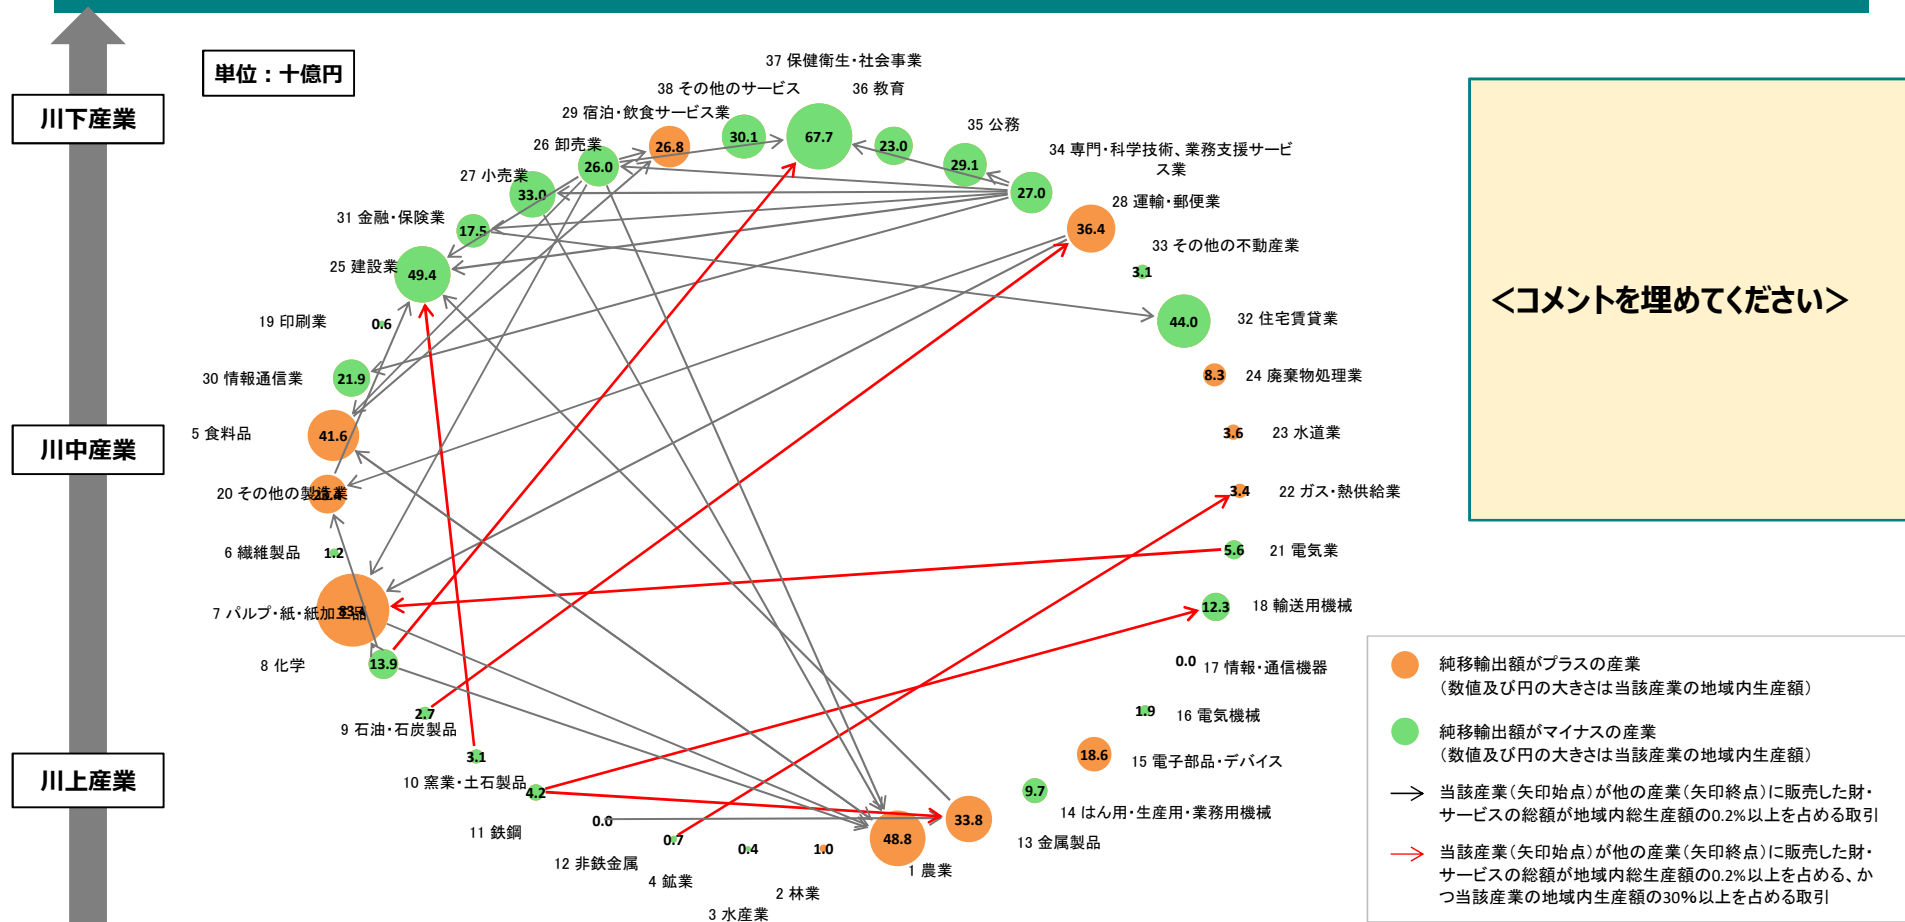 単位：十億円
川下産業
川中産業
川上産業
37 保健衛生・社会事業
67.7
38 その他のサービス
30.1
36 教育
23.0
29 宿泊・飲食サービス業
26.8
35 公務
29.1
26 卸売業
26.0
34 専門・科学技術、業務支援サービ
ス業
27.0
27 小売業
33.0
28 運輸・郵便業
36.4
31 金融・保険業
17.5
33 その他の不動産業
3.1
25 建設業
49.4
32 住宅賃貸業
44.0
19 印刷業
0.6
24 廃棄物処理業
8.3
30 情報通信業
21.9
23 水道業
3.6
5 食料品
41.6
22 ガス・熱供給業
3.4
20 その他の製造業
21 電気業
5.6
6 繊維製品
1.2
18 輸送用機械
12.3
7 パルプ・紙・紙加工品
17 情報・通信機器
0.0
8 化学
13.9
16 電気機械
1.9
9 石油・石炭製品
2.7
15 電子部品・デバイス
18.6
10 窯業・土石製品
3.1
14 はん用・生産用・業務用機械
9.7
11 鉄鋼
4.2
13 金属製品
33.8
12 非鉄金属
0.0
1 農業
48.8
4 鉱業
0.7
2 林業
1.0
3 水産業
0.4
＜コメントを埋めてください＞
純移輸出額がプラスの産業
（数値及び円の大きさは当該産業の地域内生産額）
純移輸出額がマイナスの産業
（数値及び円の大きさは当該産業の地域内生産額）
当該産業（矢印始点）が他の産業（矢印終点）に販売した財・
サービスの総額が地域内総生産額の0.2%以上を占める取引
当該産業（矢印始点）が他の産業（矢印終点）に販売した財・
サービスの総額が地域内総生産額の0.2%以上を占める、か
つ当該産業の地域内生産額の30%以上を占める取引